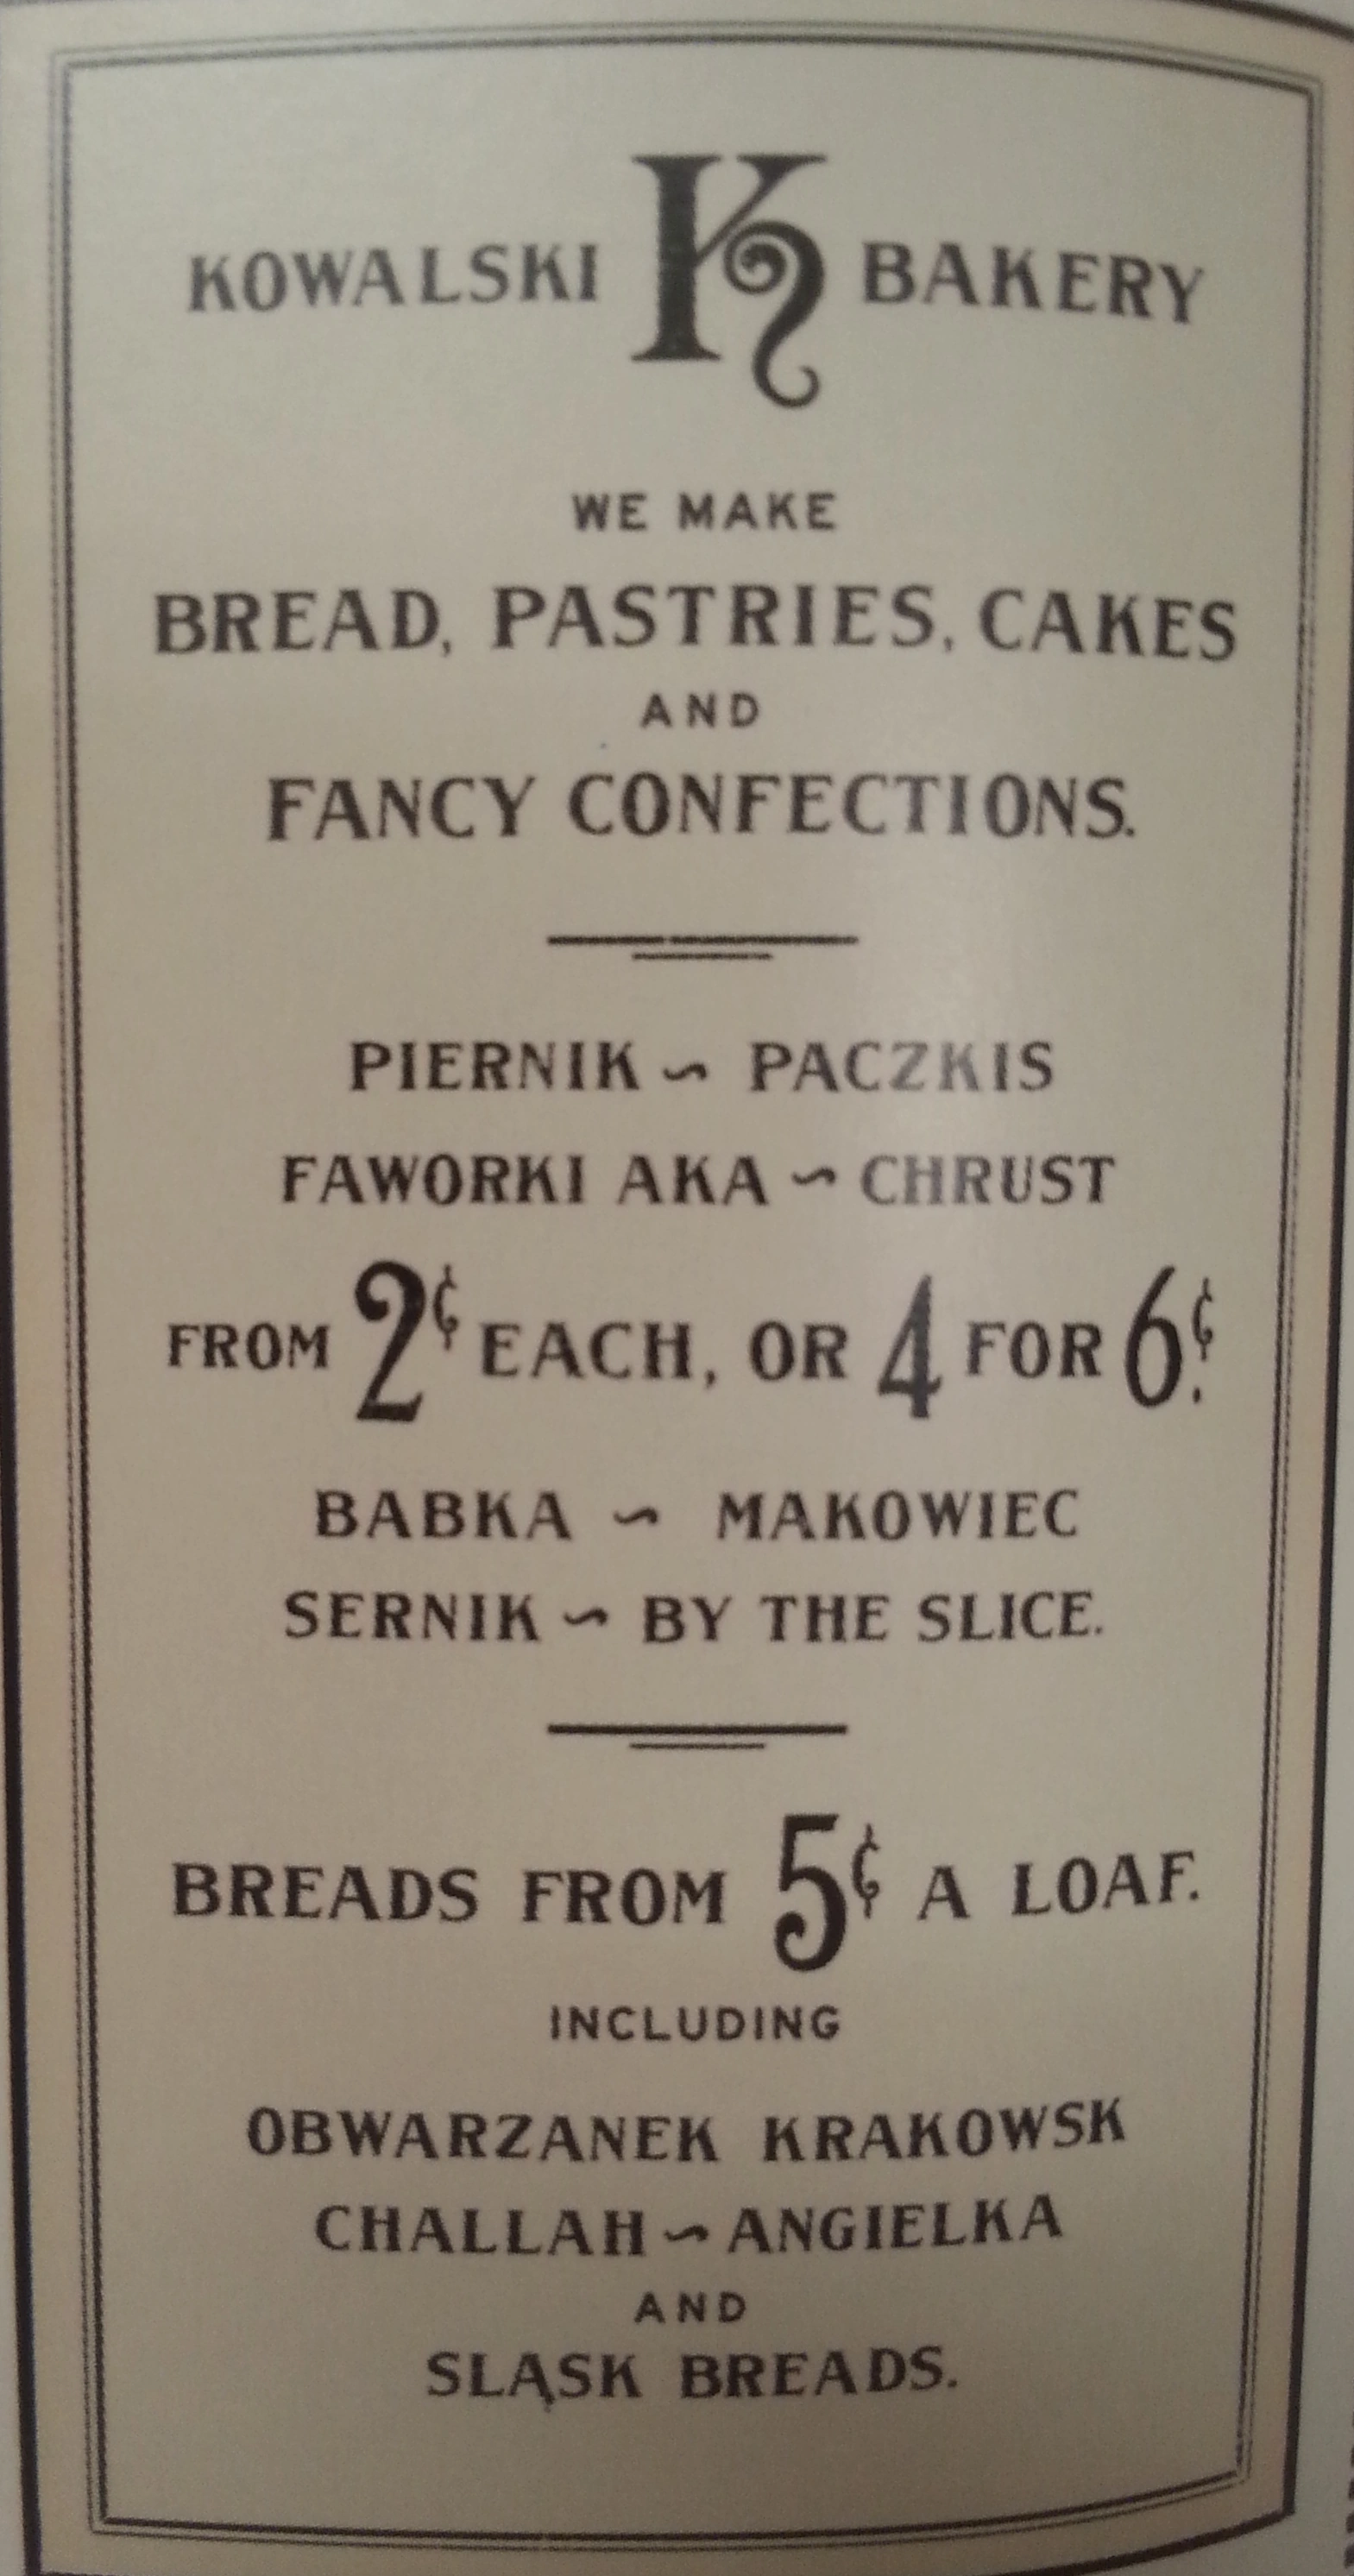 KOWALSKI K BAKERY
WE MAKE
BREAD, PASTRIES, CAKES
AND
FANCY CONFECTIONS.
PIERNIK ~ PACZKIS
FAWORKI AKA ~ CHRUST
FROM 2¢ EACH, OR 4 FOR 6¢.
BABKA ~ MAKOWIEC
SERNIK ~ BY THE SLICE.
BREADS FROM 5¢ A LOAF.
INCLUDING
OBWARZANEK KRAKOWSK
CHALLAH ~ ANGIELKA
AND
SLĄSK BREADS.